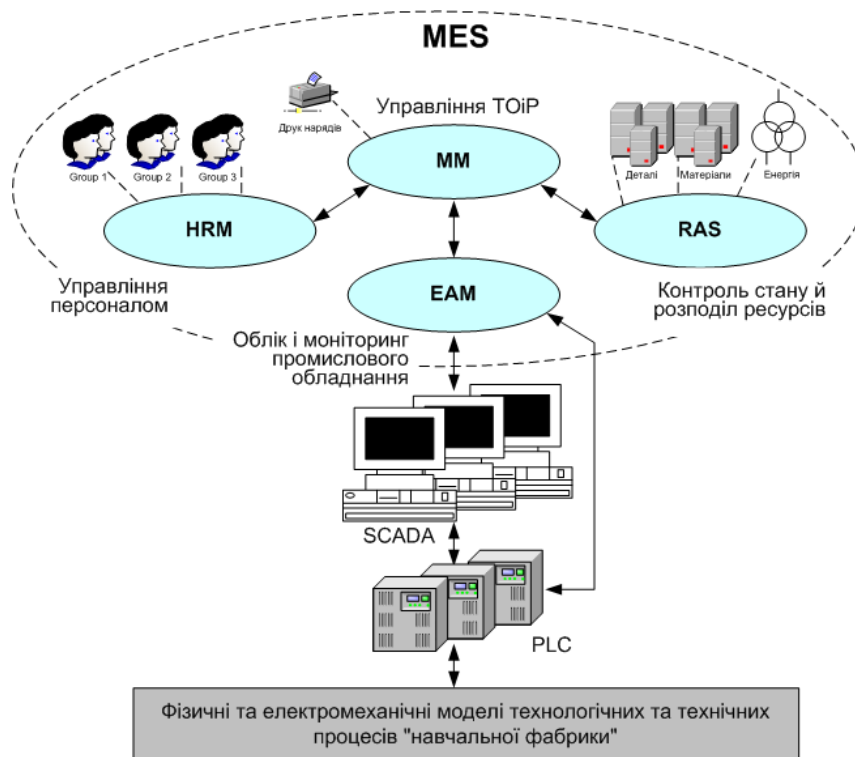 MES
Управління TOiP
Друк нарядів
MM
Group 1
Group 2
Group 3
Деталі
Матеріали
Енергія
HRM
RAS
Управління
персоналом
EAM
Контроль стану й
розподіл ресурсів
Облік і моніторинг
промислового
обладнання
SCADA
PLC
Фізичні та електромеханічні моделі технологічних та технічних
процесів "навчальної фабрики"